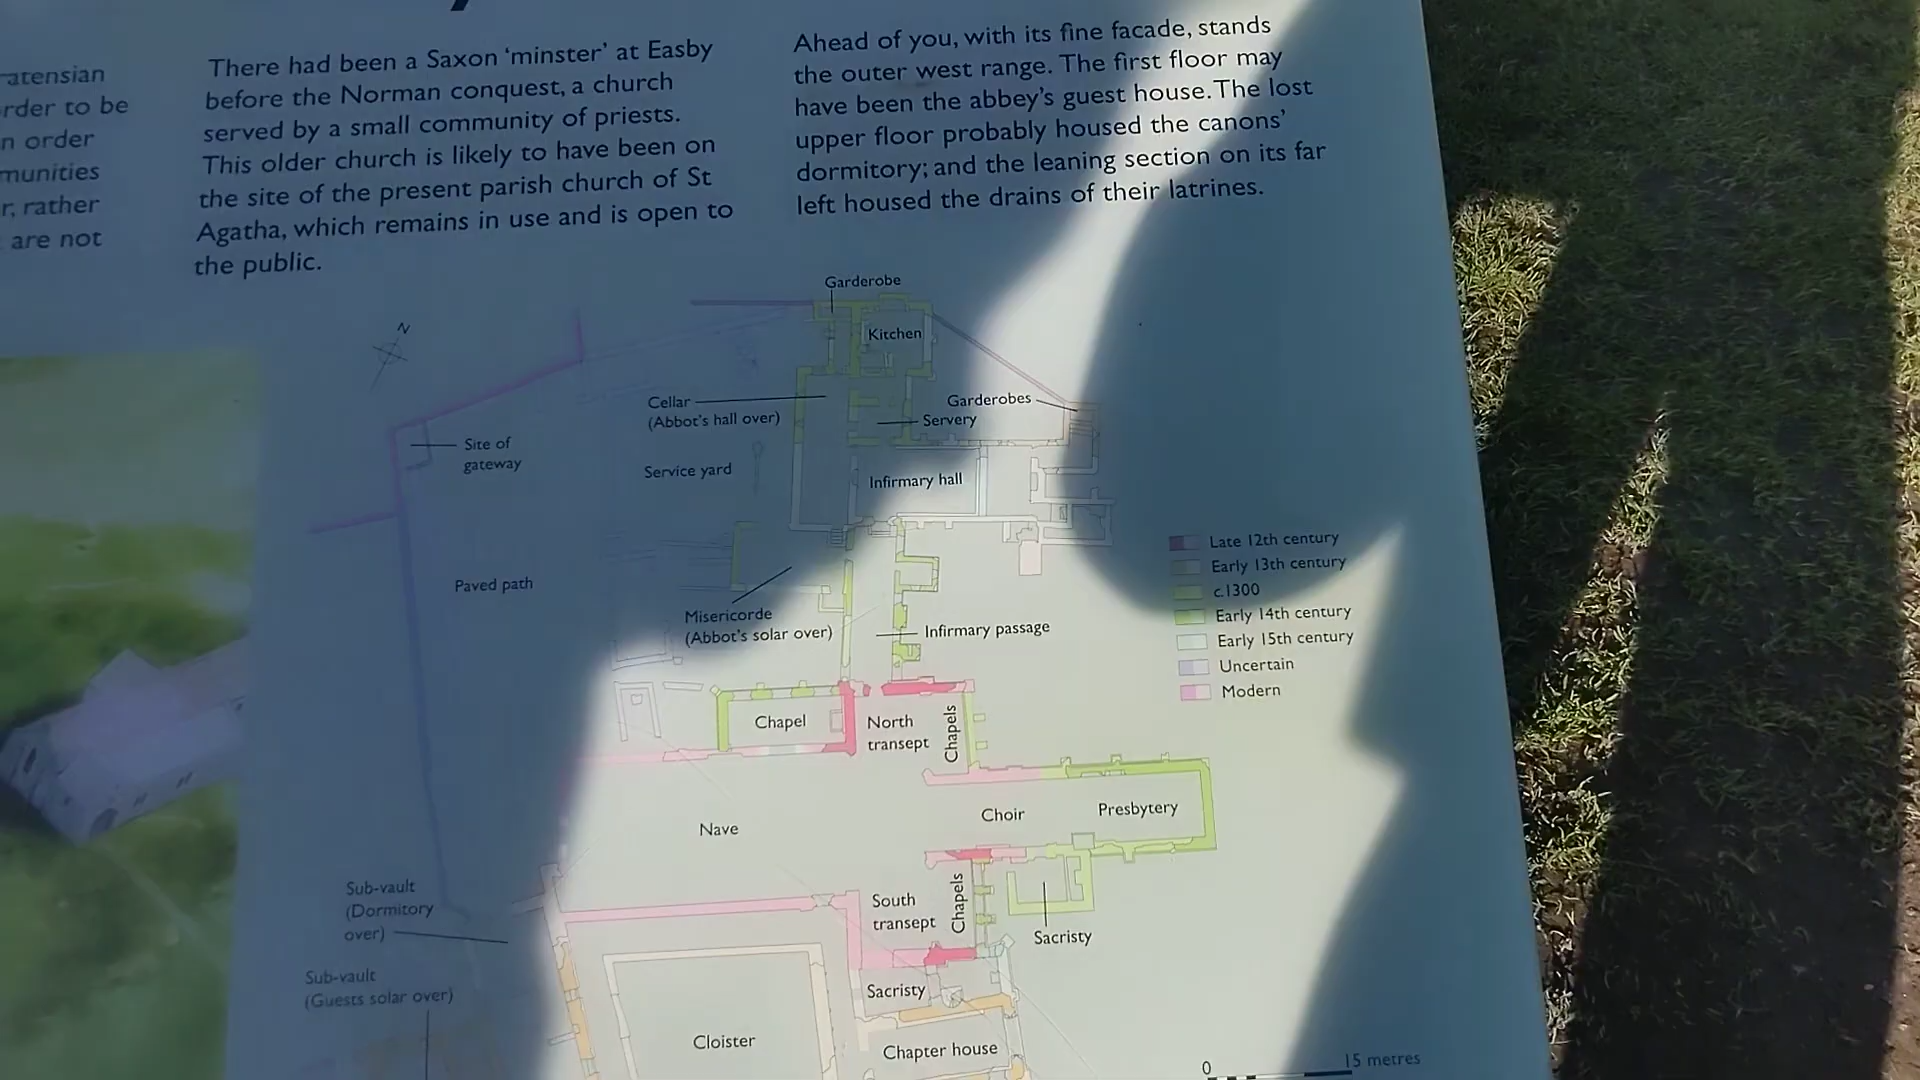 atensian
rder to be
n order
munities
r, rather
are not
There had been a Saxon ‘minster’ at Easby
before the Norman conquest, a church
served by a small community of priests.
This older church is likely to have been on
the site of the present parish church of St
Agatha, which remains in use and is open to
the public.
Ahead of you, with its fine facade, stands
the outer west range. The first floor may
have been the abbey’s guest house. The lost
upper floor probably housed the canons’
dormitory; and the leaning section on its far
left housed the drains of their latrines.
Garderobe
N
Kitchen
Cellar
(Abbot’s hall over)
Garderobes
Servery
Site of
gateway
Service yard
Infirmary hall
Late 12th century
Early 13th century
c.1300
Early 14th century
Early 15th century
Uncertain
Modern
Paved path
Misericorde
(Abbot’s solar over)
Infirmary passage
Chapel
North
transept
Chapels
Nave
Choir
Presbytery
Sub-vault
(Dormitory
over)
South
transept
Chapels
Sacristy
Sub-vault
(Guests solar over)
Sacristy
Cloister
Chapter house
0
15 metres